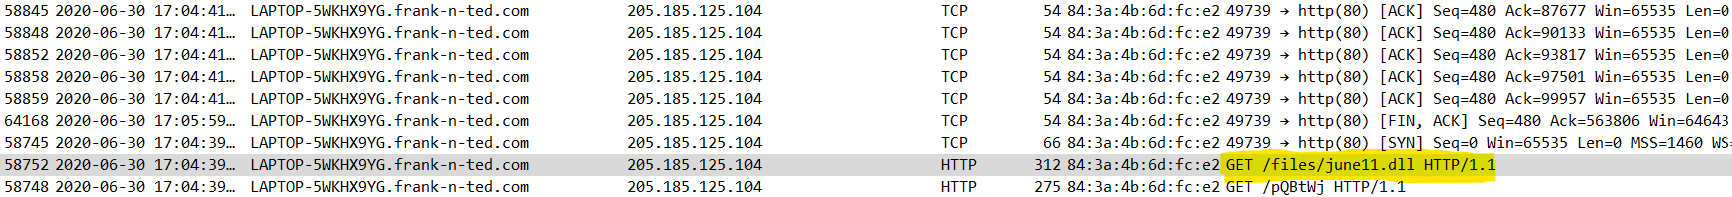 58845 2020-06-30 17:04:41… LAPTOP-5WKHX9YG.frank-n-ted.com 205.185.125.104 TCP 54 84:3a:4b:6d:fc:e2 49739 → http(80) [ACK] Seq=480 Ack=87677 Win=65535 Len=0
58848 2020-06-30 17:04:41… LAPTOP-5WKHX9YG.frank-n-ted.com 205.185.125.104 TCP 54 84:3a:4b:6d:fc:e2 49739 → http(80) [ACK] Seq=480 Ack=90133 Win=65535 Len=0
58852 2020-06-30 17:04:41… LAPTOP-5WKHX9YG.frank-n-ted.com 205.185.125.104 TCP 54 84:3a:4b:6d:fc:e2 49739 → http(80) [ACK] Seq=480 Ack=93817 Win=65535 Len=0
58858 2020-06-30 17:04:41… LAPTOP-5WKHX9YG.frank-n-ted.com 205.185.125.104 TCP 54 84:3a:4b:6d:fc:e2 49739 → http(80) [ACK] Seq=480 Ack=97501 Win=65535 Len=0
58859 2020-06-30 17:04:41… LAPTOP-5WKHX9YG.frank-n-ted.com 205.185.125.104 TCP 54 84:3a:4b:6d:fc:e2 49739 → http(80) [ACK] Seq=480 Ack=99957 Win=65535 Len=0
64168 2020-06-30 17:05:59… LAPTOP-5WKHX9YG.frank-n-ted.com 205.185.125.104 TCP 54 84:3a:4b:6d:fc:e2 49739 → http(80) [FIN, ACK] Seq=480 Ack=563806 Win=64643
58745 2020-06-30 17:04:39… LAPTOP-5WKHX9YG.frank-n-ted.com 205.185.125.104 TCP 66 84:3a:4b:6d:fc:e2 49739 → http(80) [SYN] Seq=0 Win=65535 Len=0 MSS=1460 WS=
58752 2020-06-30 17:04:39… LAPTOP-5WKHX9YG.frank-n-ted.com 205.185.125.104 HTTP 312 84:3a:4b:6d:fc:e2 GET /files/june11.dll HTTP/1.1
58748 2020-06-30 17:04:39… LAPTOP-5WKHX9YG.frank-n-ted.com 205.185.125.104 HTTP 275 84:3a:4b:6d:fc:e2 GET /pQBtWj HTTP/1.1